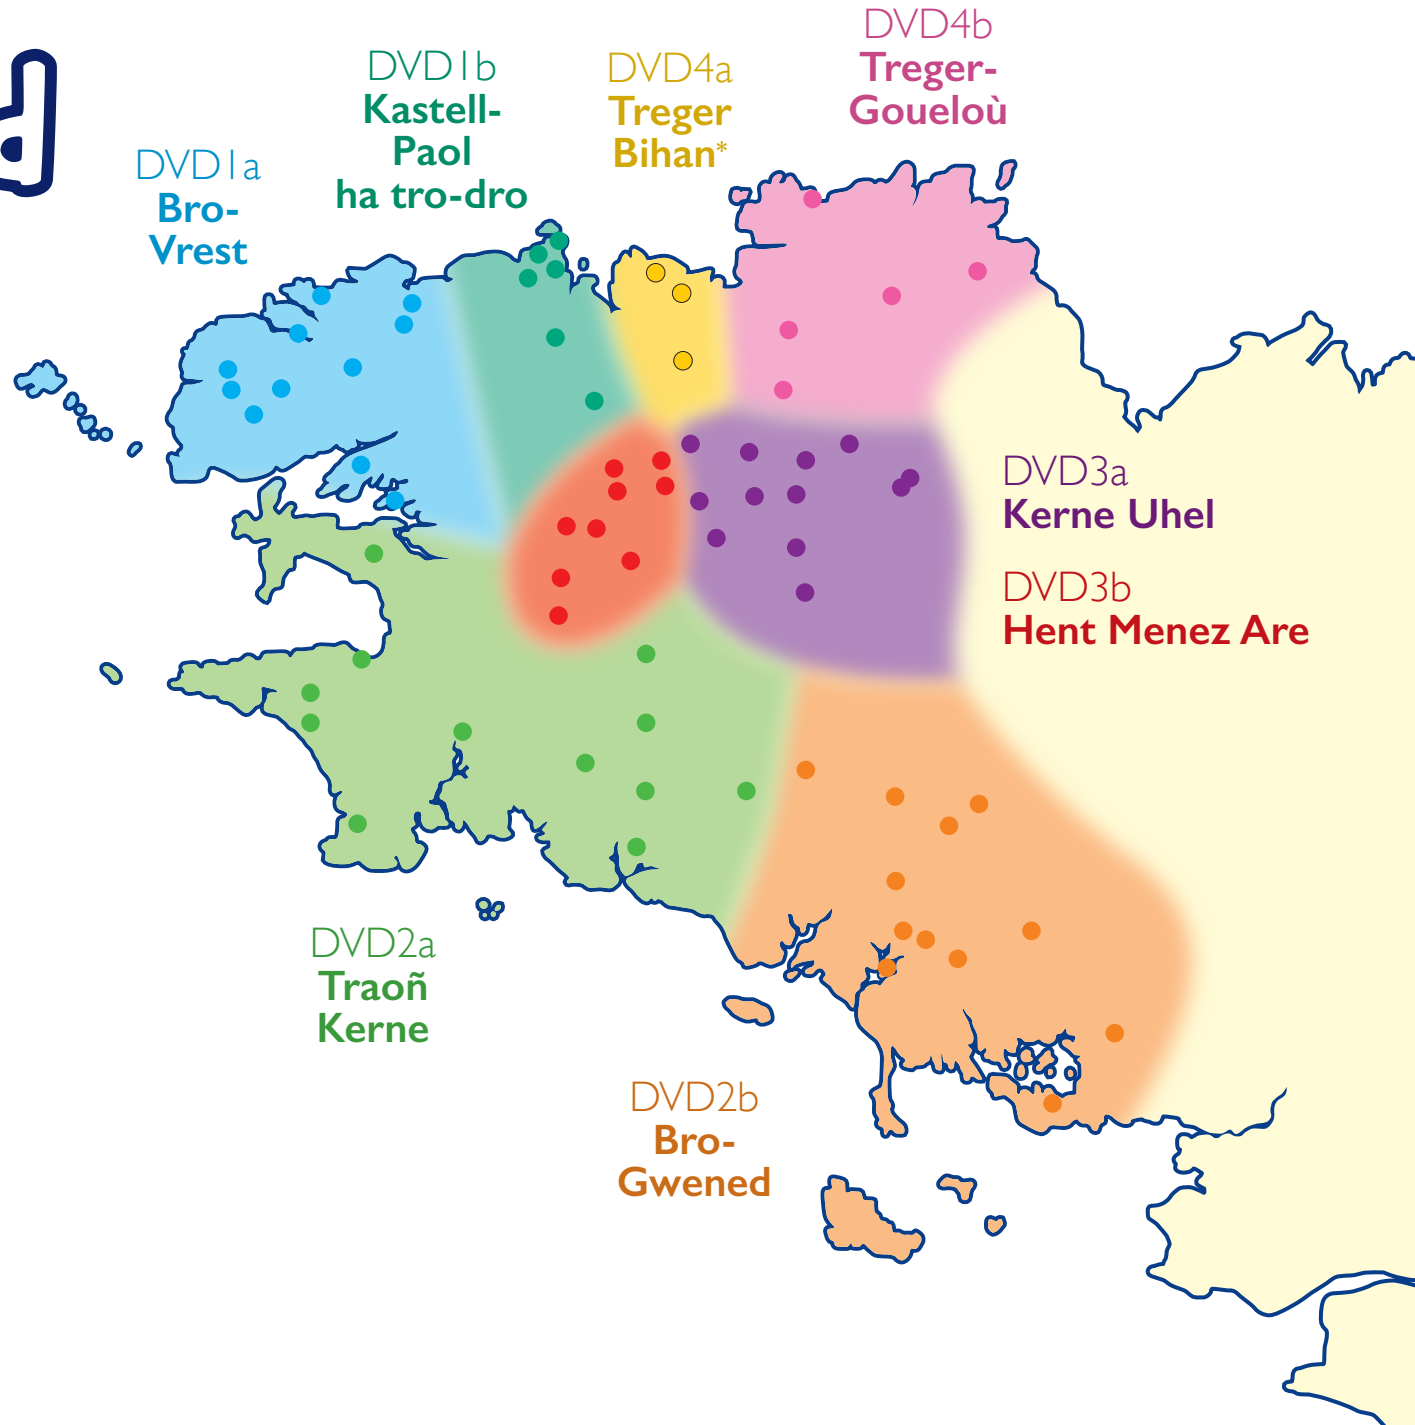 DVD4b
Treger-
Goueloù
DVD1b
Kastell-
Paol
ha tro-dro
DVD4a
Treger
Bihan*
d
DVD1a
Bro-
Vrest
DVD3a
Kerne Uhel
DVD3b
Hent Menez Are
DVD2a
Traoñ
Kerne
DVD2b
Bro-
Gwened